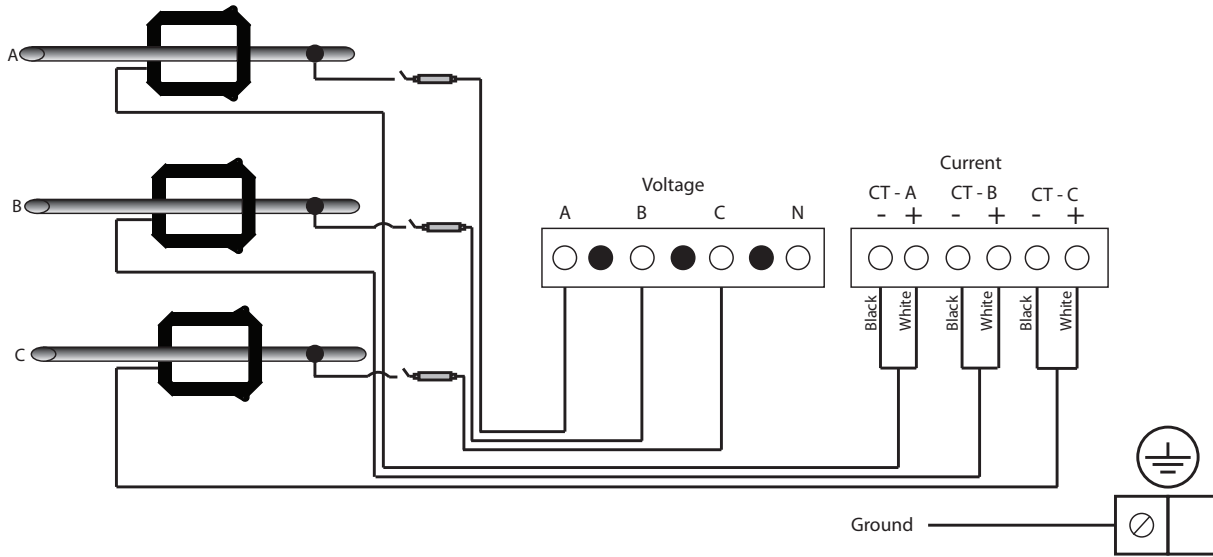 A
B
C
Voltage
A B C N
Current
CT - A CT - B CT - C
- + - + - +
Black White Black White Black White
Ground